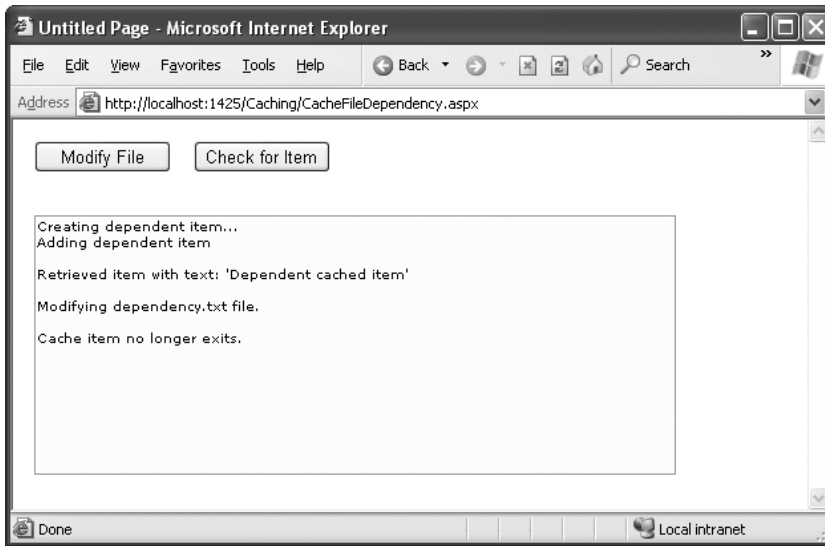 Untitled Page - Microsoft Internet Explorer
File Edit View Favorites Tools Help Back Search »
Address http://localhost:1425/Caching/CacheFileDependency.aspx
Modify File Check for Item
Creating dependent item...
Adding dependent item
Retrieved item with text: 'Dependent cached item'
Modifying dependency.txt file.
Cache item no longer exits.
Done Local intranet